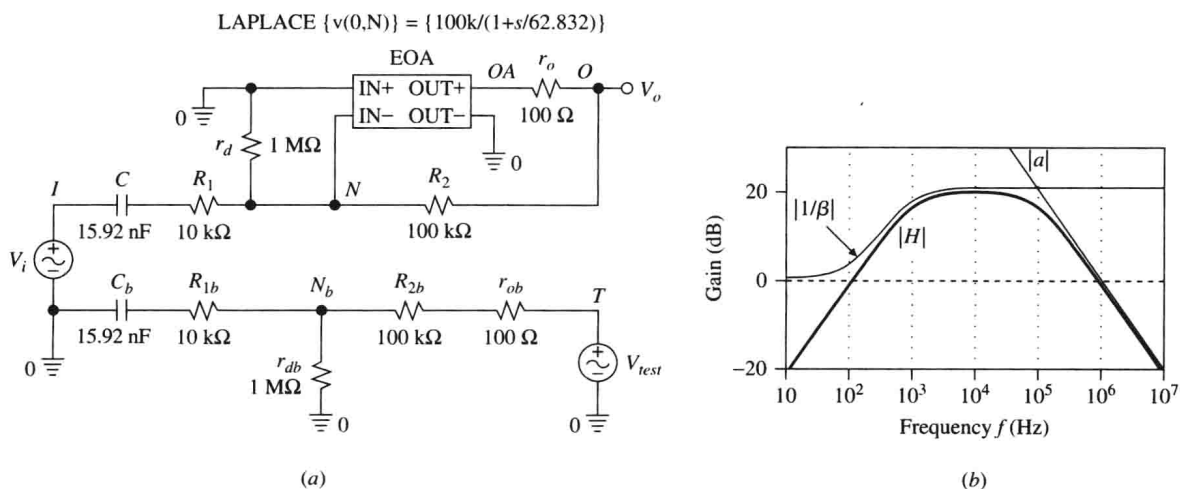 LAPLACE {v(0,N)} = {100k/(1+s/62.832)}
EOA
IN+ OUT+
IN− OUT−
OA
r_o
O
V_o
100 Ω
0
0
r_d
1 MΩ
I
C
R_1
N
R_2
15.92 nF
10 kΩ
100 kΩ
V_i
C_b
R_1b
N_b
R_2b
r_ob
T
15.92 nF
10 kΩ
100 kΩ
100 Ω
0
r_db
1 MΩ
V_test
0
0
(a)
Gain (dB)
20
0
−20
|1/β|
|H|
|a|
10 10^2 10^3 10^4 10^5 10^6 10^7
Frequency f (Hz)
(b)